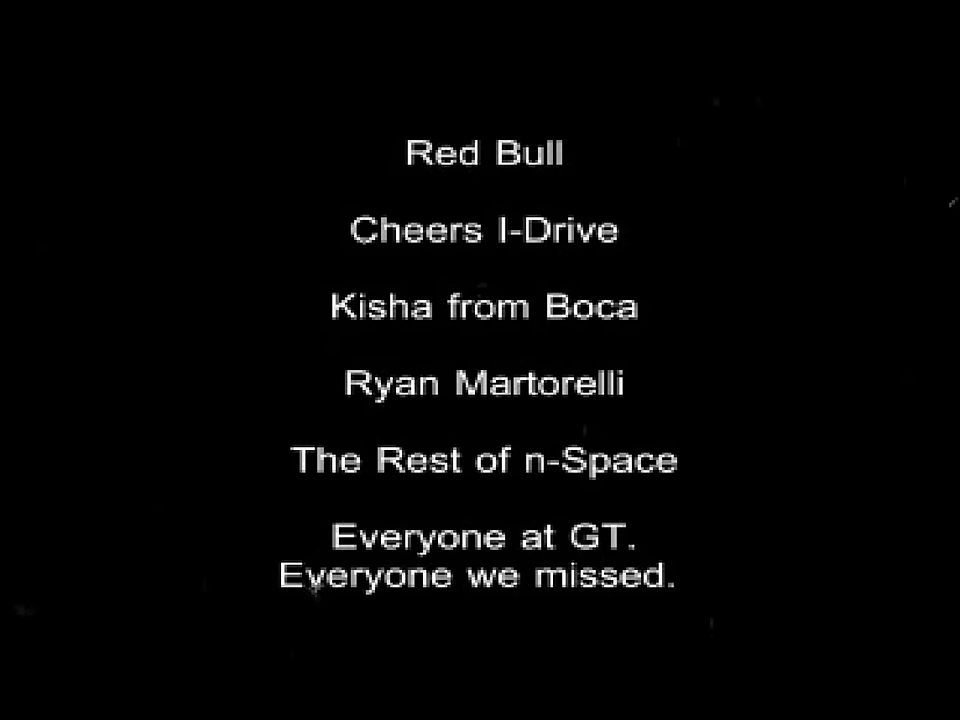 Red Bull
Cheers I-Drive
Kisha from Boca
Ryan Martorelli
The Rest of n-Space
Everyone at GT.
Everyone we missed.